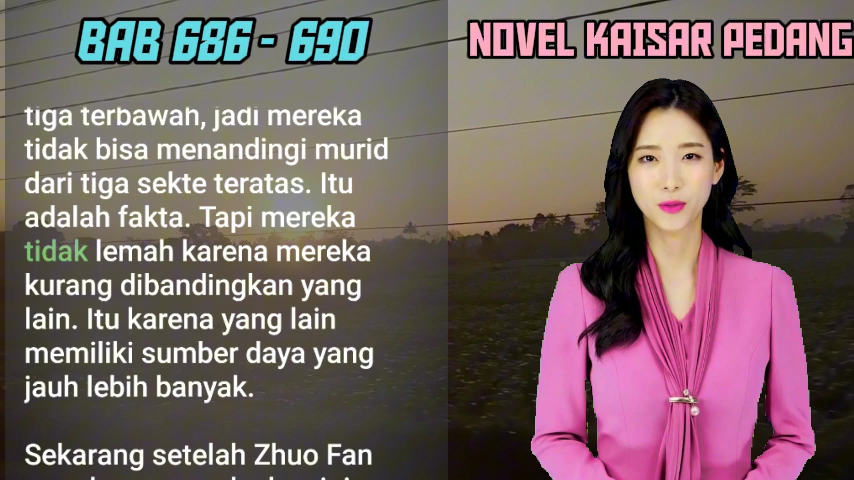 BAB 686 - 690
NOVEL KAISAR PEDANG
tiga terbawah, jadi mereka
tidak bisa menandingi murid
dari tiga sekte teratas. Itu
adalah fakta. Tapi mereka
tidak lemah karena mereka
kurang dibandingkan yang
lain. Itu karena yang lain
memiliki sumber daya yang
jauh lebih banyak.
Sekarang setelah Zhuo Fan